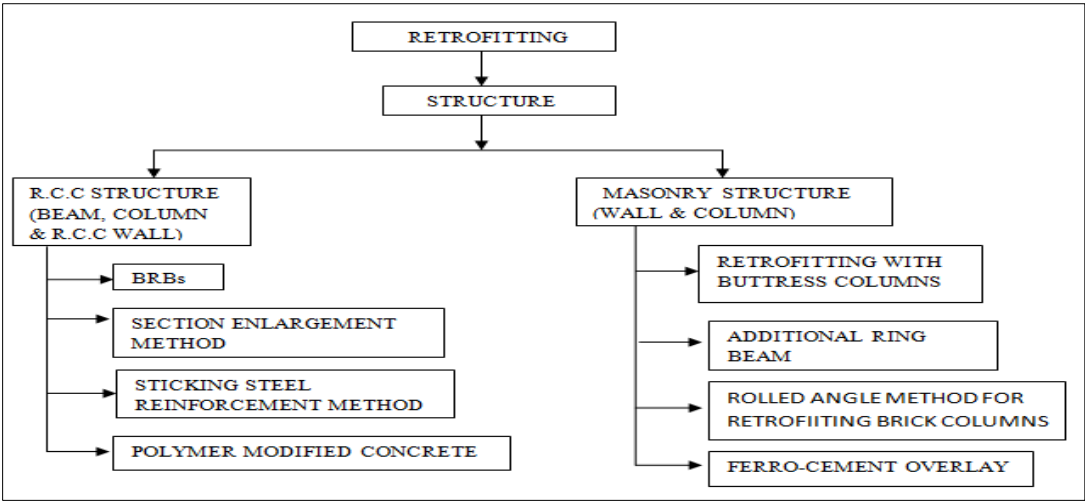 RETROFITTING
STRUCTURE
R.C.C STRUCTURE
(BEAM, COLUMN
& R.C.C WALL)
BRBs
SECTION ENLARGEMENT
METHOD
STICKING STEEL
REINFORCEMENT METHOD
POLYMER MODIFIED CONCRETE
MASONRY STRUCTURE
(WALL & COLUMN)
RETROFITTING WITH
BUTTRESS COLUMNS
ADDITIONAL RING
BEAM
ROLLED ANGLE METHOD FOR
RETROFIITING BRICK COLUMNS
FERRO-CEMENT OVERLAY